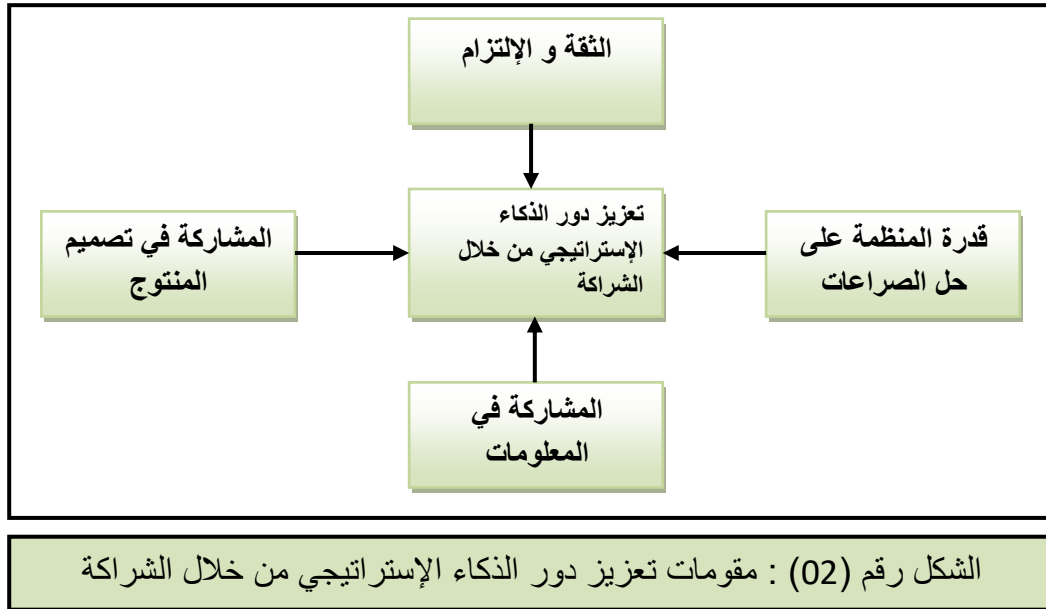 الثقة و الإلتزام
تعزيز دور الذكاء
الإستراتيجي من خلال
الشراكة
قدرة المنظمة على
حل الصراعات
المشاركة في تصميم
المنتوج
المشاركة في
المعلومات
الشكل رقم (02) : مقومات تعزيز دور الذكاء الإستراتيجي من خلال الشراكة